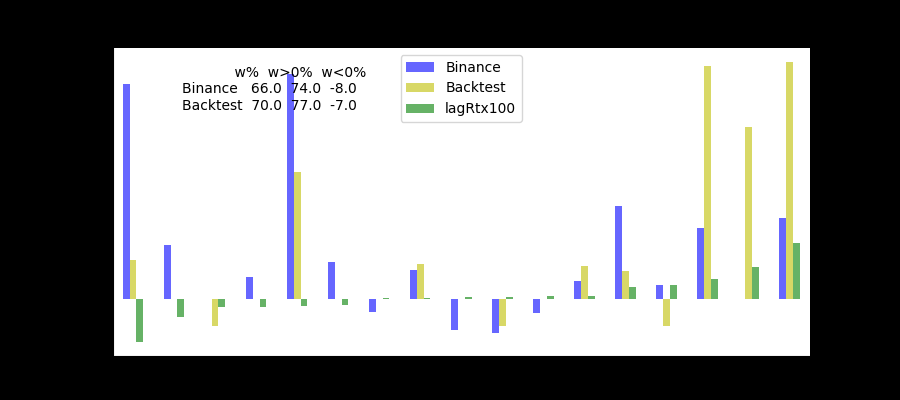 w%  w>0%  w<0%
Binance   66.0  74.0  -8.0
Backtest  70.0  77.0  -7.0
Binance
Backtest
lagRtx100